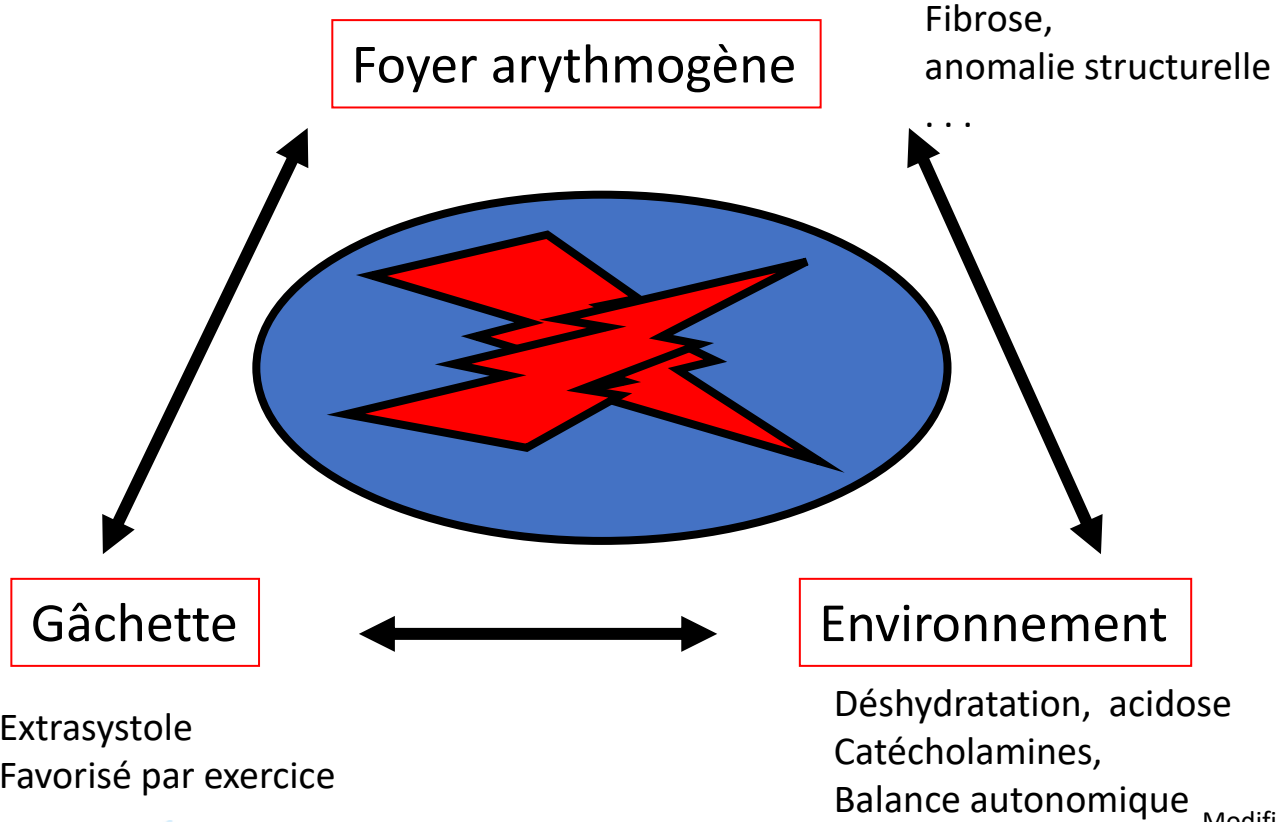 Foyer arythmogène
Fibrose,
anomalie structurelle
. . .
Gâchette
Extrasystole
Favorisé par exercice
Environnement
Déshydratation, acidose
Catécholamines,
Balance autonomique